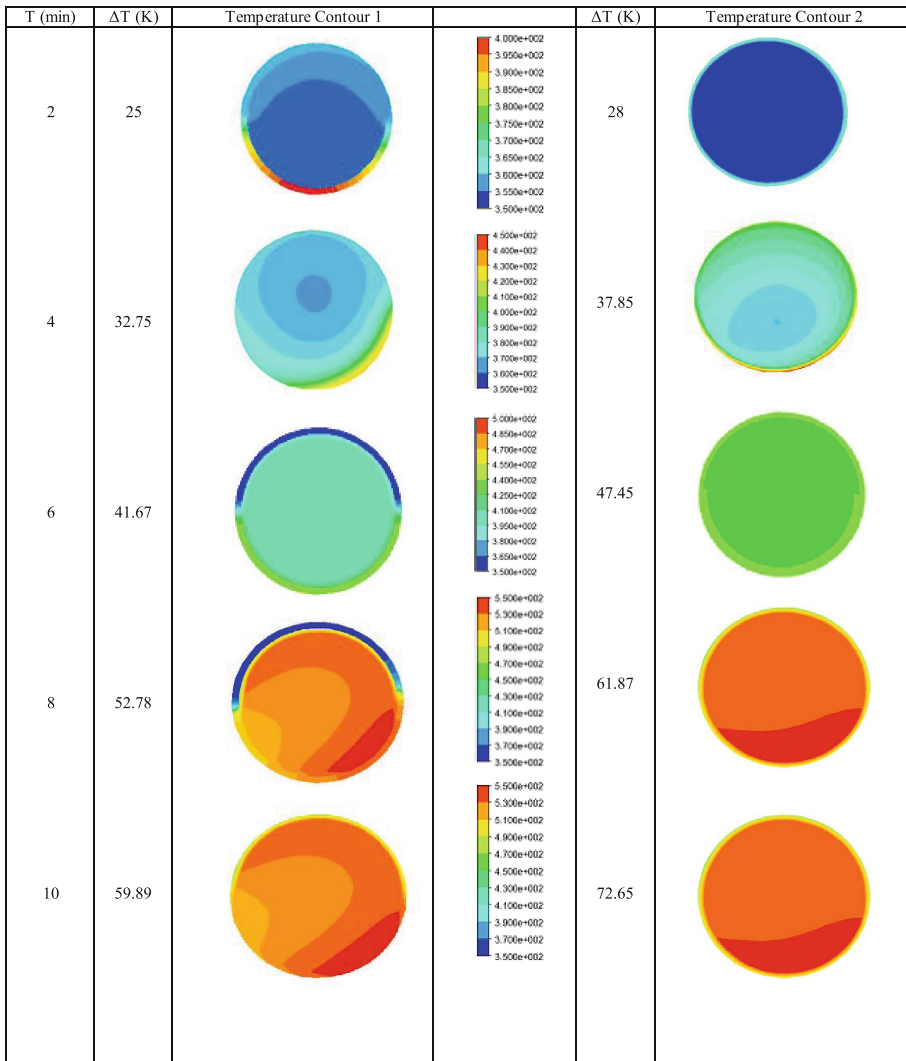 T (min) ΔT (K) Temperature Contour 1 ΔT (K) Temperature Contour 2
2 25 28
4.000e+002
3.950e+002
3.900e+002
3.850e+002
3.800e+002
3.750e+002
3.700e+002
3.650e+002
3.600e+002
3.550e+002
3.500e+002
4 32.75 37.85
4.500e+002
4.400e+002
4.300e+002
4.200e+002
4.100e+002
4.000e+002
3.900e+002
3.800e+002
3.700e+002
3.600e+002
3.500e+002
6 41.67 47.45
5.000e+002
4.850e+002
4.700e+002
4.550e+002
4.400e+002
4.250e+002
4.100e+002
3.950e+002
3.800e+002
3.650e+002
3.500e+002
8 52.78 61.87
5.500e+002
5.300e+002
5.100e+002
4.900e+002
4.700e+002
4.500e+002
4.300e+002
4.100e+002
3.900e+002
3.700e+002
3.500e+002
10 59.89 72.65
5.500e+002
5.300e+002
5.100e+002
4.900e+002
4.700e+002
4.500e+002
4.300e+002
4.100e+002
3.900e+002
3.700e+002
3.500e+002